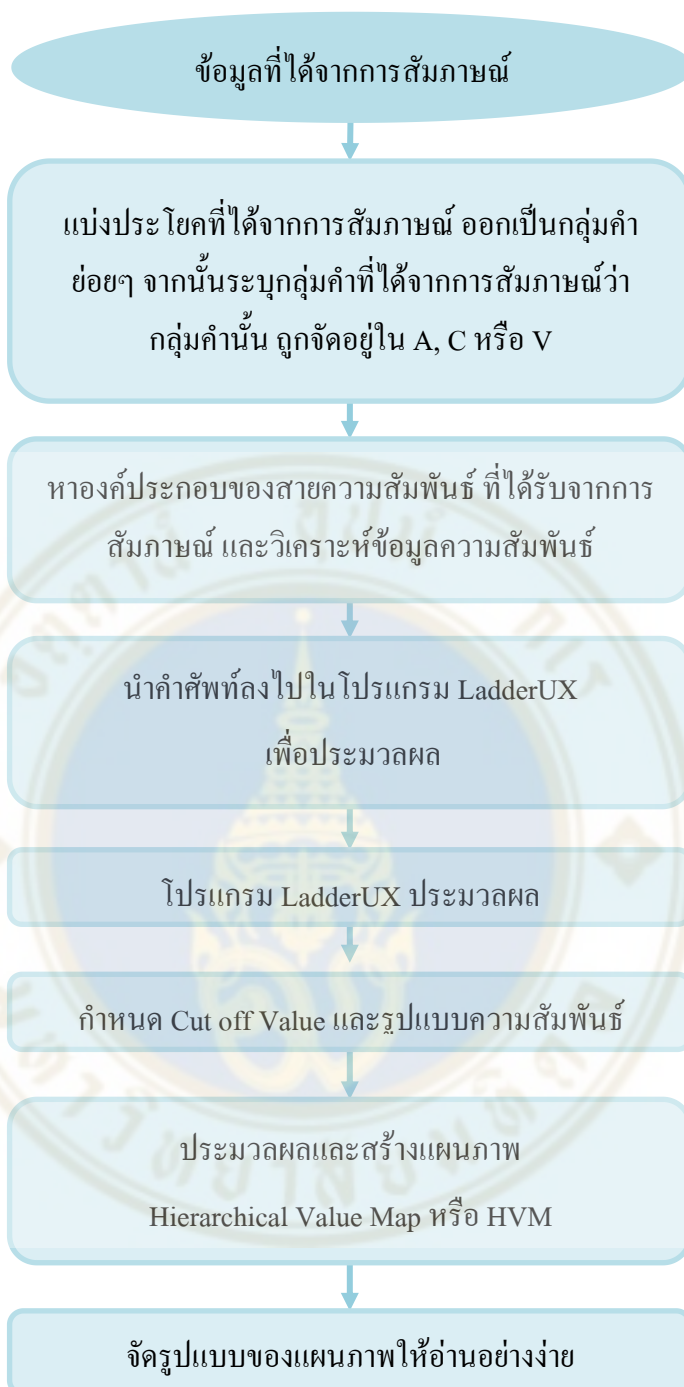 ข้อมูลที่ได้จากการสัมภาษณ์
แบ่งประโยคที่ได้จากการสัมภาษณ์ ออกเป็นกลุ่มคำ
ย่อยๆ จากนั้นระบุกลุ่มคำที่ได้จากการสัมภาษณ์ว่า
กลุ่มคำนั้น ถูกจัดอยู่ใน A, C หรือ V
หาองค์ประกอบของสายความสัมพันธ์ ที่ได้รับจากการ
สัมภาษณ์ และวิเคราะห์ข้อมูลความสัมพันธ์
นำคำศัพท์ลงไปในโปรแกรม LadderUX
เพื่อประมวลผล
โปรแกรม LadderUX ประมวลผล
กำหนด Cut off Value และรูปแบบความสัมพันธ์
ประมวลผลและสร้างแผนภาพ
Hierarchical Value Map หรือ HVM
จัดรูปแบบของแผนภาพให้อ่านอย่างง่าย